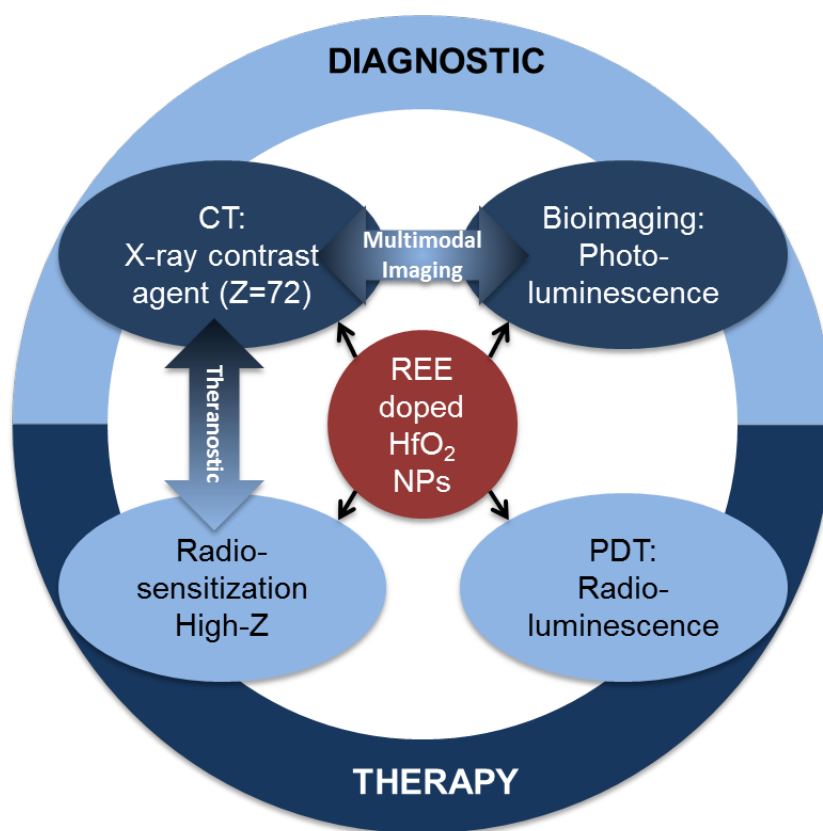 DIAGNOSTIC
CT:
X-ray contrast
agent (Z=72)
Multimodal
Imaging
Bioimaging:
Photo-
luminescence
Theranostic
REE
doped
HfO₂
NPs
Radio-
sensitization
High-Z
PDT:
Radio-
luminescence
THERAPY